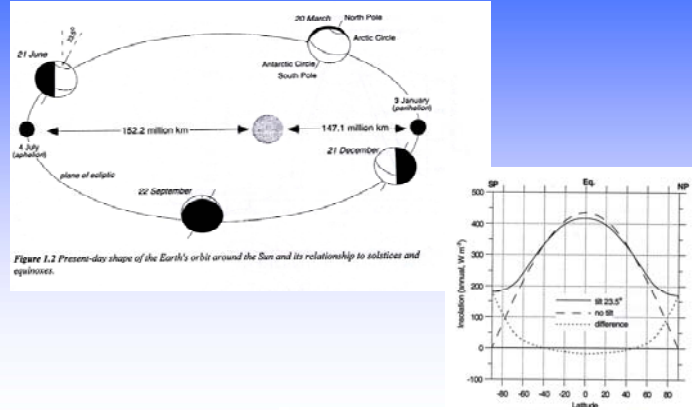 20 March
North Pole
Arctic Circle
Antarctic Circle
South Pole
21 June
23.5°
3 January
(perihelion)
152.2 million km
147.1 million km
4 July
(aphelion)
21 December
plane of ecliptic
22 September
Figure 1.2 Present-day shape of the Earth's orbit around the Sun and its relationship to solstices and
equinoxes.
SP Eq. NP
Insolation (annual, W m⁻²)
500
400
300
200
100
0
-100
tilt 23.5°
no tilt
difference
-80 -60 -40 -20 0 20 40 60 80
Latitude